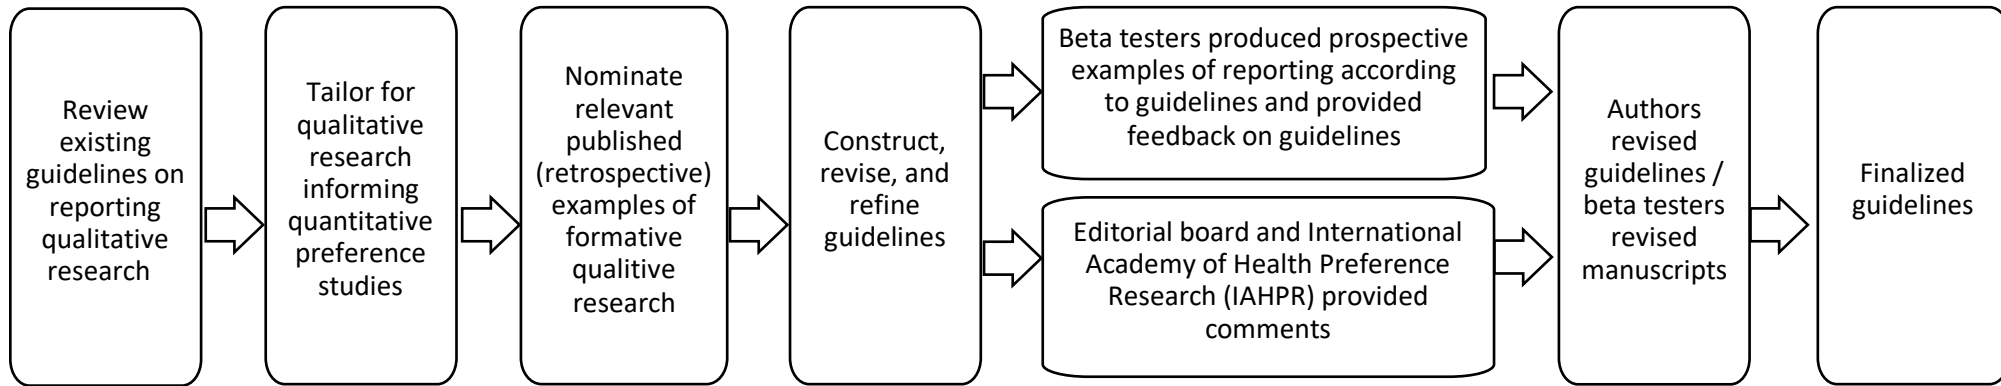 Review
existing
guidelines on
reporting
qualitative
research
Tailor for
qualitative
research
informing
quantitative
preference
studies
Nominate
relevant
published
(retrospective)
examples of
formative
qualitive
research
Construct,
revise, and
refine
guidelines
Beta testers produced prospective
examples of reporting according
to guidelines and provided
feedback on guidelines
Editorial board and International
Academy of Health Preference
Research (IAHPR) provided
comments
Authors
revised
guidelines /
beta testers
revised
manuscripts
Finalized
guidelines